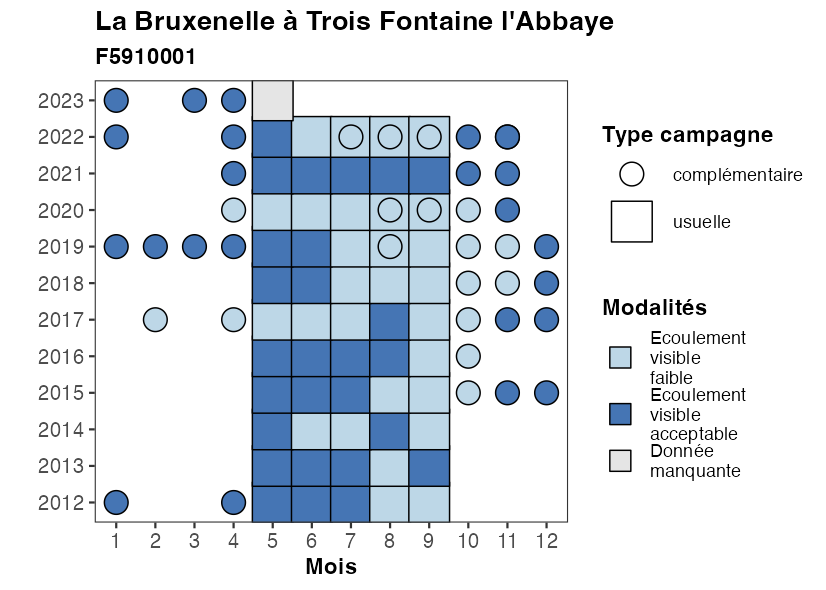 La Bruxenelle à Trois Fontaine l'Abbaye
F5910001
2023
2022
2021
2020
2019
2018
2017
2016
2015
2014
2013
2012
1 2 3 4 5 6 7 8 9 10 11 12
Mois
Type campagne
complémentaire
usuelle
Modalités
Ecoulement
visible
faible
Ecoulement
visible
acceptable
Donnée
manquante